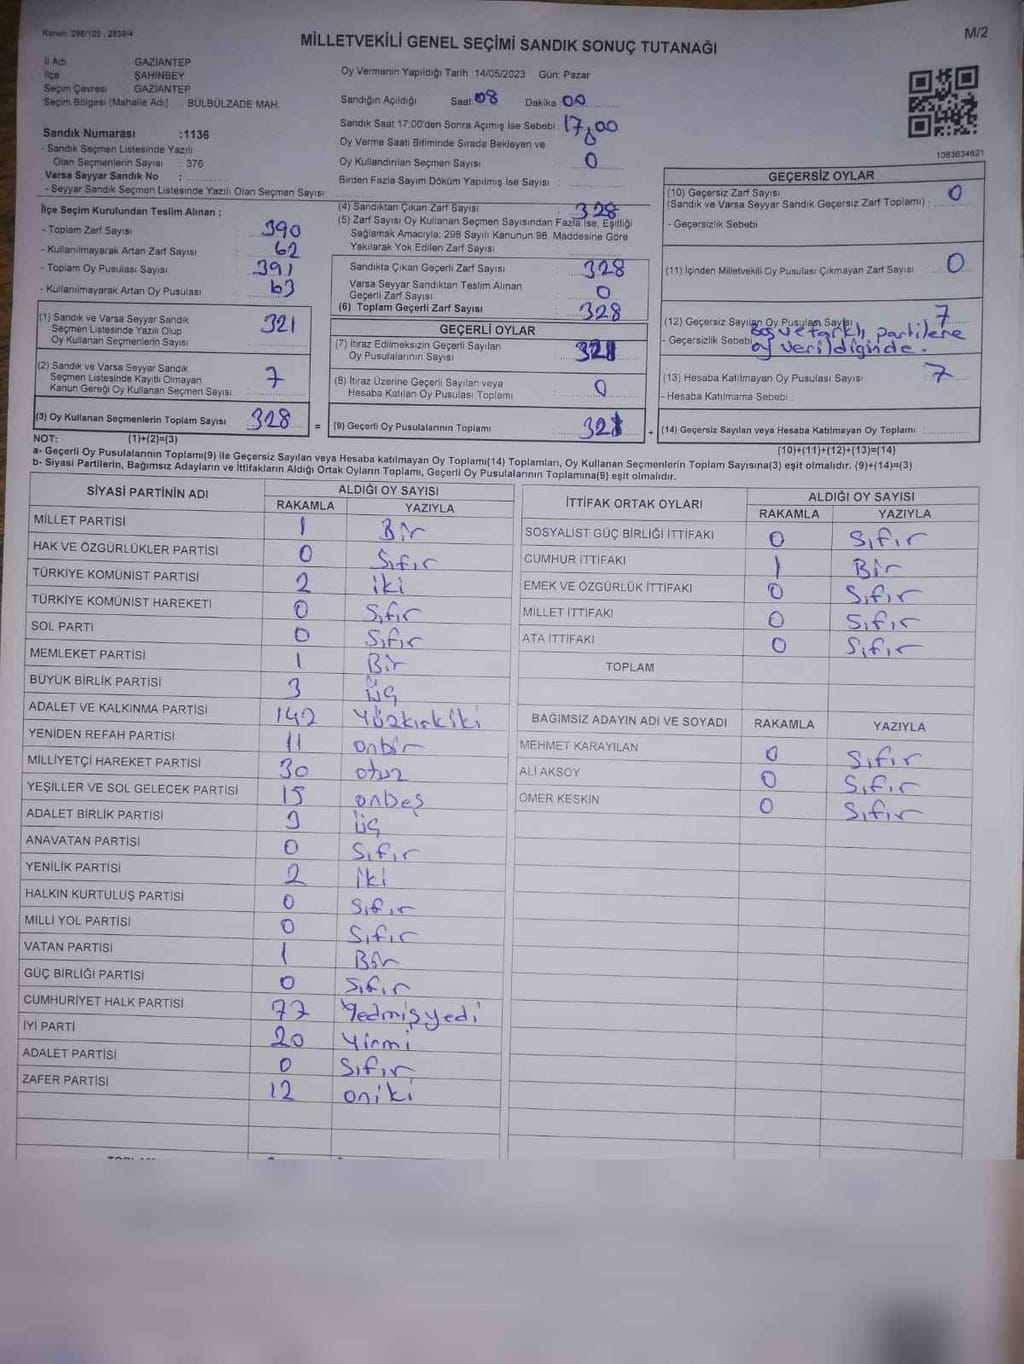 Kanun: 298/105 , 2839/4
M/2
MİLLETVEKİLİ GENEL SEÇİMİ SANDIK SONUÇ TUTANAĞI
İl Adı GAZİANTEP
İlçe ŞAHİNBEY
Seçim Çevresi GAZİANTEP
Seçim Bölgesi (Mahalle Adı) BÜLBÜLZADE MAH.
Sandık Numarası :1136
- Sandık Seçmen Listesinde Yazılı
Olan Seçmenlerin Sayısı : 376
Varsa Seyyar Sandık No :
- Seyyar Sandık Seçmen Listesinde Yazılı Olan Seçmen Sayısı:
Oy Vermenin Yapıldığı Tarih :14/05/2023 Gün: Pazar
Sandığın Açıldığı Saat 08 Dakika 00
Sandık Saat 17:00'den Sonra Açımış İse Sebebi : 17,00
Oy Verme Saati Bitiminde Sırada Bekleyen ve
Oy Kullandırılan Seçmen Sayısı 0
Birden Fazla Sayım Döküm Yapılmış İse Sayısı :
1083634621
İlçe Seçim Kurulundan Teslim Alınan ;
- Toplam Zarf Sayısı 390
- Kullanılmayarak Artan Zarf Sayısı 62
- Toplam Oy Pusulası Sayısı 391
- Kullanılmayarak Artan Oy Pusulası 63
(1) Sandık ve Varsa Seyyar Sandık
Seçmen Listesinde Yazılı Olup
Oy Kullanan Seçmenlerin Sayısı 321
(2) Sandık ve Varsa Seyyar Sandık
Seçmen Listesinde Kayıtlı Olmayan
Kanun Gereği Oy Kullanan Seçmen Sayısı 7
(3) Oy Kullanan Seçmenlerin Toplam Sayısı 328 =
(4) Sandıktan Çıkan Zarf Sayısı 328
(5) Zarf Sayısı Oy Kullanan Seçmen Sayısından Fazla İse, Eşitliği
Sağlamak Amacıyla; 298 Sayılı Kanunun 98. Maddesine Göre
Yakılarak Yok Edilen Zarf Sayısı
Sandıkta Çıkan Geçerli Zarf Sayısı 328
Varsa Seyyar Sandıktan Teslim Alınan
Geçerli Zarf Sayısı 0
(6) Toplam Geçerli Zarf Sayısı 328
GEÇERLİ OYLAR
(7) İtiraz Edilmeksizin Geçerli Sayılan
Oy Pusulalarının Sayısı
(8) İtiraz Üzerine Geçerli Sayılan veya
Hesaba Katılan Oy Pusulası Toplamı 0
(9) Geçerli Oy Pusulalarının Toplamı 321 +
GEÇERSİZ OYLAR
(10) Geçersiz Zarf Sayısı
(Sandık ve Varsa Seyyar Sandık Geçersiz Zarf Toplamı) : 0
- Geçersizlik Sebebi
(11) İçinden Milletvekili Oy Pusulası Çıkmayan Zarf Sayısı 0
(12) Geçersiz Sayılan Oy Pusulam Sayısı 7
- Geçersizlik Sebebi boş ve farklı partilere
oy verildiğinde.
(13) Hesaba Katılmayan Oy Pusulası Sayısı 7
- Hesaba Katılmama Sebebi
(14) Geçersiz Sayılan veya Hesaba Katılmayan Oy Toplamı
NOT: (1)+(2)=(3) (10)+(11)+(12)+(13)=(14)
a- Geçerli Oy Pusulalarının Toplamı(9) ile Geçersiz Sayılan veya Hesaba Katılmayan Oy Toplamı(14) Toplamları, Oy Kullanan Seçmenlerin Toplam Sayısına(3) eşit olmalıdır. (9)+(14)=(3)
b- Siyasi Partilerin, Bağımsız Adayların ve İttifakların Aldığı Ortak Oyların Toplamı, Geçerli Oy Pusulalarının Toplamına(9) eşit olmalıdır.
SİYASİ PARTİNİN ADI ALDIĞI OY SAYISI
RAKAMLA YAZIYLA
MİLLET PARTİSİ 1 Bir
HAK VE ÖZGÜRLÜKLER PARTİSİ 0 Sıfır
TÜRKİYE KOMÜNİST PARTİSİ 2 iki
TÜRKİYE KOMÜNİST HAREKETİ 0 Sıfır
SOL PARTİ 0 Sıfır
MEMLEKET PARTİSİ 1 Bir
BÜYÜK BİRLİK PARTİSİ 3 üç
ADALET VE KALKINMA PARTİSİ 142 Yüzkırkiki
YENİDEN REFAH PARTİSİ 11 onbir
MİLLİYETÇİ HAREKET PARTİSİ 30 otuz
YEŞİLLER VE SOL GELECEK PARTİSİ 15 onbeş
ADALET BİRLİK PARTİSİ 3 üç
ANAVATAN PARTİSİ 0 Sıfır
YENİLİK PARTİSİ 2 iki
HALKIN KURTULUŞ PARTİSİ 0 Sıfır
MİLLİ YOL PARTİSİ 0 Sıfır
VATAN PARTİSİ 1 Bir
GÜÇ BİRLİĞİ PARTİSİ 0 Sıfır
CUMHURİYET HALK PARTİSİ 77 Yedmişyedi
İYİ PARTİ 20 Yirmi
ADALET PARTİSİ 0 Sıfır
ZAFER PARTİSİ 12 oniki
İTTİFAK ORTAK OYLARI ALDIĞI OY SAYISI
RAKAMLA YAZIYLA
SOSYALİST GÜÇ BİRLİĞİ İTTİFAKI 0 Sıfır
CUMHUR İTTİFAKI 1 Bir
EMEK VE ÖZGÜRLÜK İTTİFAKI 0 Sıfır
MİLLET İTTİFAKI 0 Sıfır
ATA İTTİFAKI 0 Sıfır
TOPLAM
BAĞIMSIZ ADAYIN ADI VE SOYADI RAKAMLA YAZIYLA
MEHMET KARAYILAN 0 Sıfır
ALİ AKSOY 0 Sıfır
ÖMER KESKİN 0 Sıfır